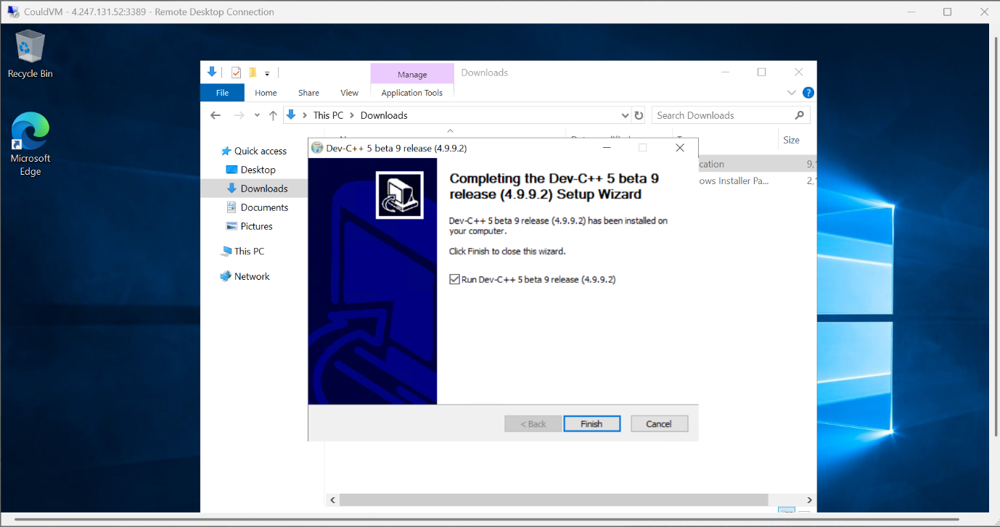 CouldVM - 4.247.131.52:3389 - Remote Desktop Connection
Recycle Bin
Microsoft
Edge
Manage
Downloads
File
Home
Share
View
Application Tools
This PC
Downloads
Search Downloads
Size
Quick access
Desktop
Downloads
Documents
Pictures
This PC
Network
cation
9,
ows Installer Pa...
2,
Dev-C++ 5 beta 9 release (4.9.9.2)
Completing the Dev-C++ 5 beta 9
release (4.9.9.2) Setup Wizard
Dev-C++ 5 beta 9 release (4.9.9.2) has been installed on
your computer.
Click Finish to close this wizard.
Run Dev-C++ 5 beta 9 release (4.9.9.2)
< Back
Finish
Cancel